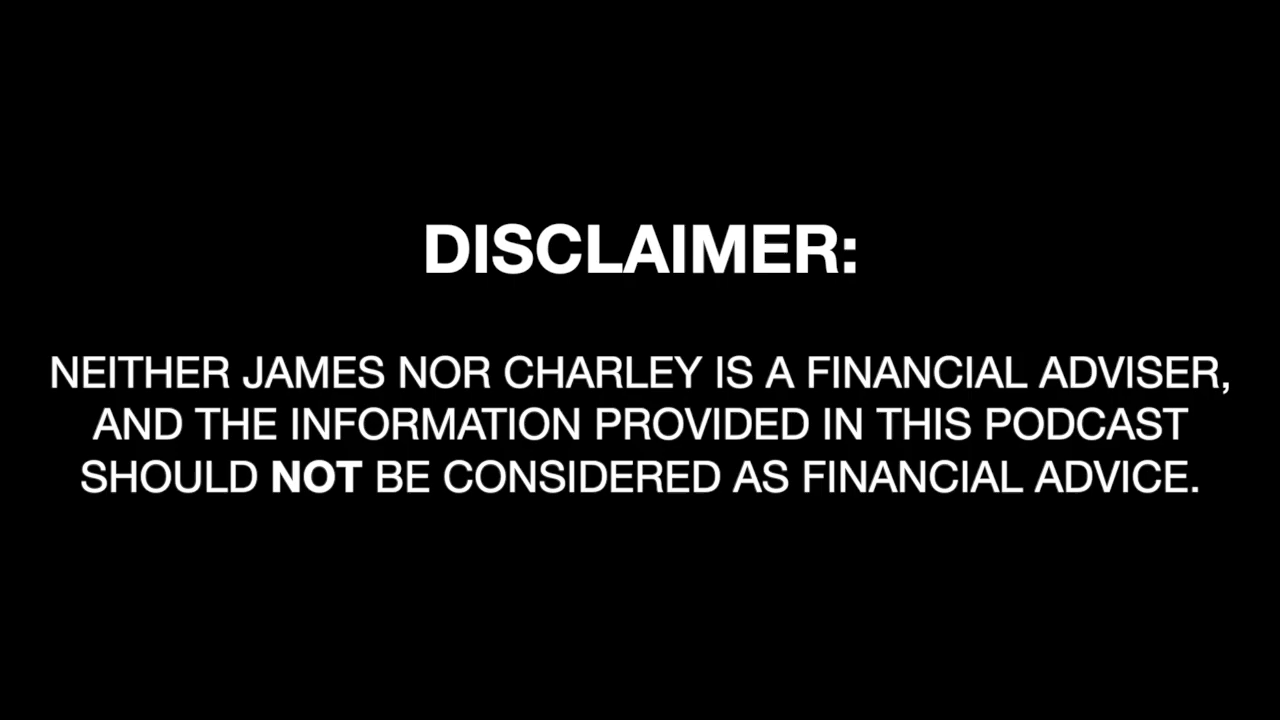 DISCLAIMER:
NEITHER JAMES NOR CHARLEY IS A FINANCIAL ADVISER,
AND THE INFORMATION PROVIDED IN THIS PODCAST
SHOULD NOT BE CONSIDERED AS FINANCIAL ADVICE.